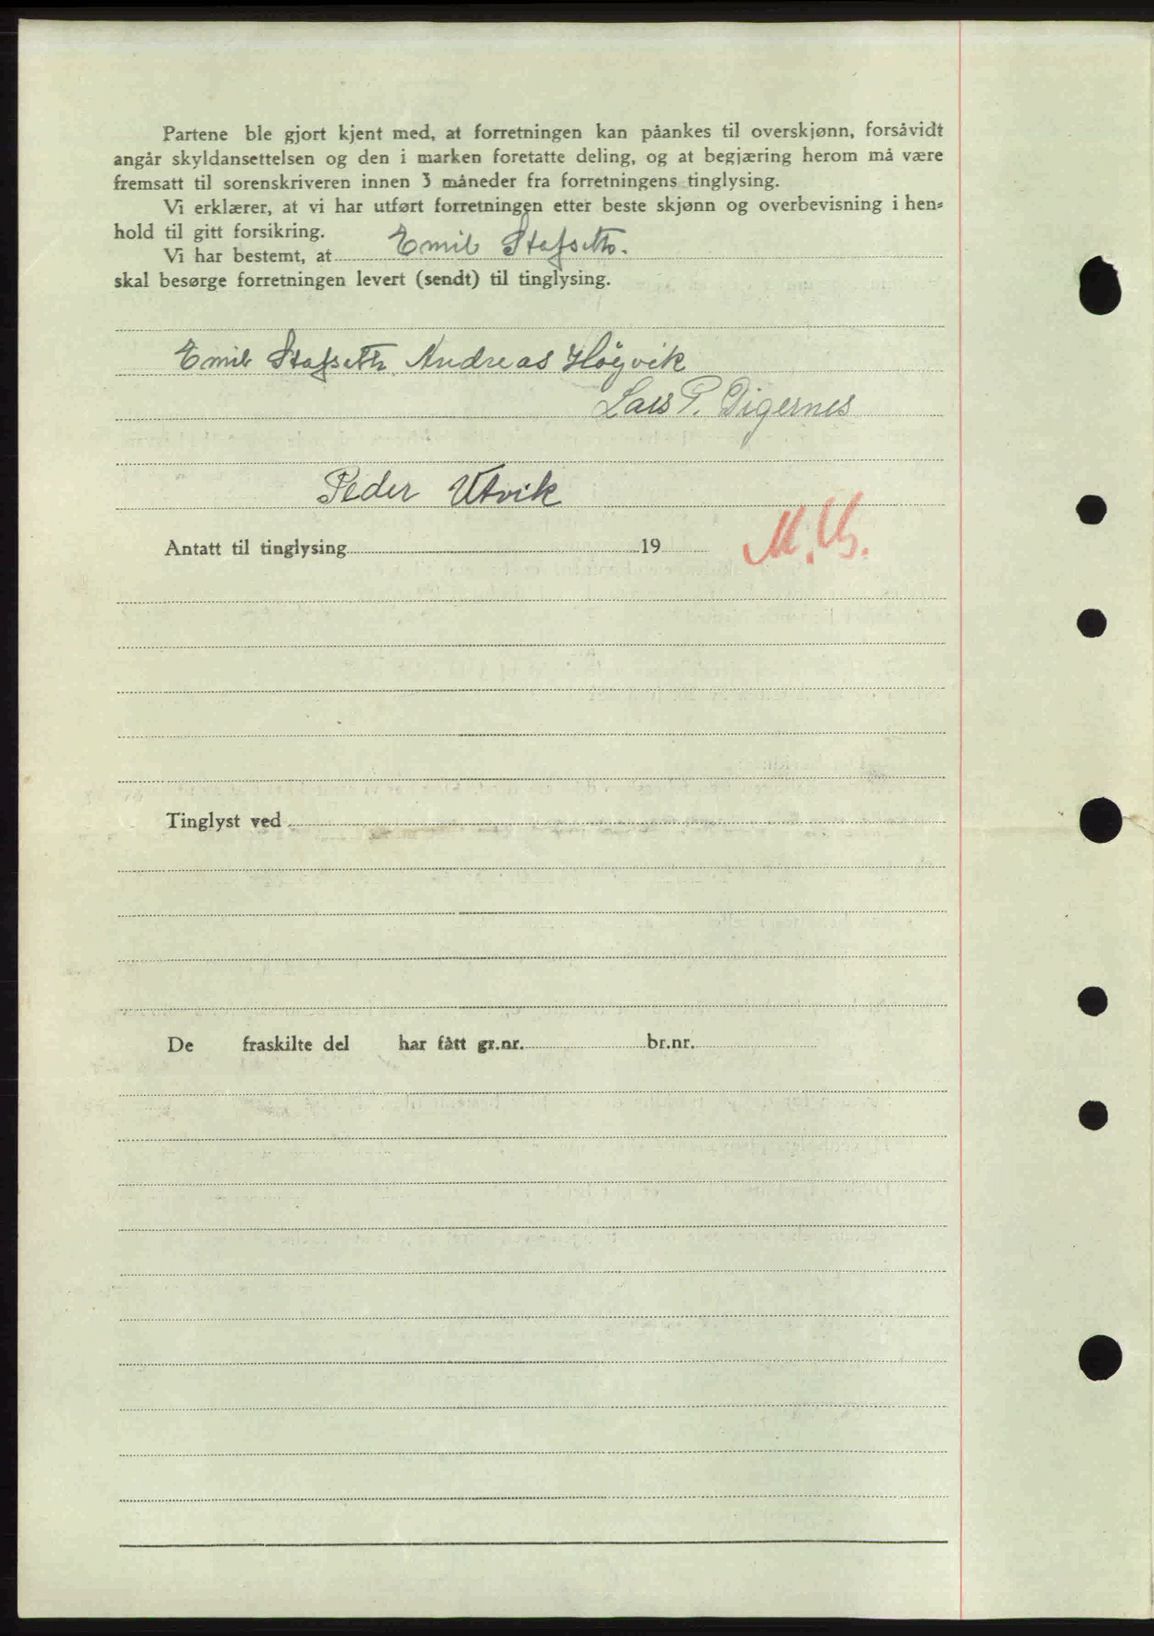 Partene ble gjort kjent med, at forretningen kan påankes til overskjønn, forsåvidt
angår skyldansettelsen og den i marken foretatte deling, og at begjæring herom må være
fremsatt til sorenskriveren innen 3 måneder fra forretningens tinglysing.
Vi erklærer, at vi har utført forretningen etter beste skjønn og overbevisning i hen-
hold til gitt forsikring.
Vi har bestemt, at Emil Stafseth.
skal besørge forretningen levert (sendt) til tinglysing.
Emil Stafseth Andreas Högvik
Lars P. Digernes
Peder Utvik
Antatt til tinglysing 19
Tinglyst ved
De fraskilte del har fått gr.nr. br.nr.